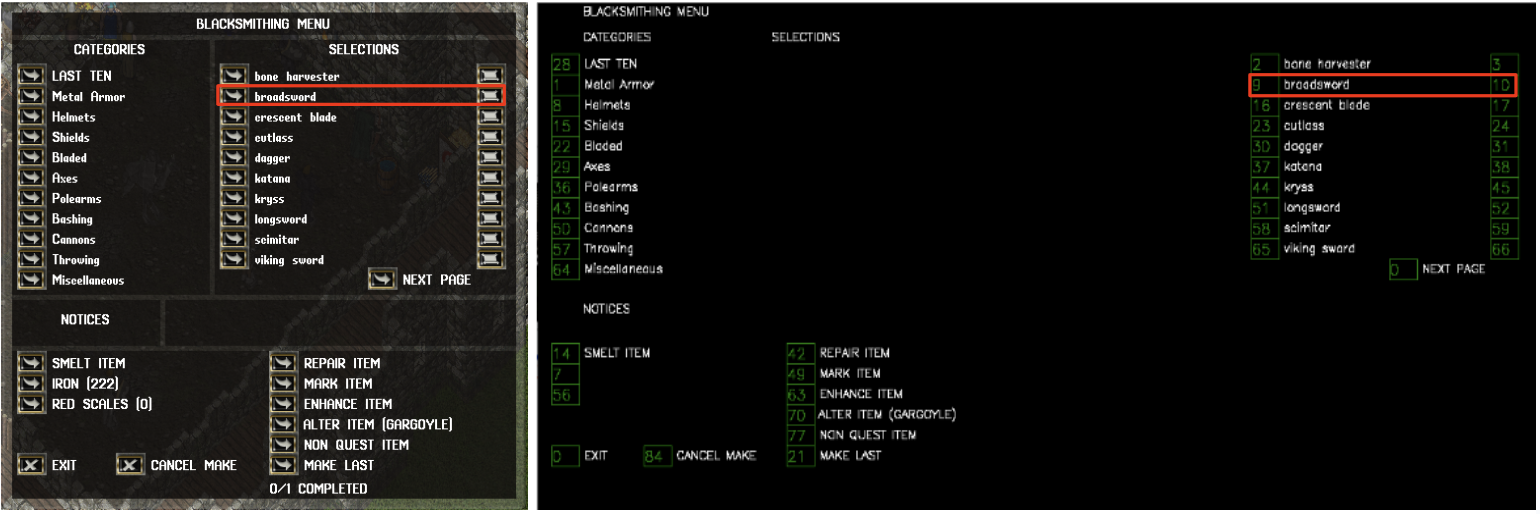 BLACKSMITHING MENU
CATEGORIES
SELECTIONS
LAST TEN
Metal Armor
Helmets
Shields
Bladed
Axes
Polearms
Bashing
Cannons
Throwing
Miscellaneous
bone harvester
broadsword
crescent blade
cutlass
dagger
katana
kryss
longsword
scimitar
viking sword
NEXT PAGE
NOTICES
SMELT ITEM
IRON (222)
RED SCALES (0)
REPAIR ITEM
MARK ITEM
ENHANCE ITEM
ALTER ITEM (GARGOYLE)
NON QUEST ITEM
MAKE LAST
EXIT
CANCEL MAKE
0/1 COMPLETED
BLACKSMITHING MENU
CATEGORIES
SELECTIONS
28 LAST TEN
1 Metal Armor
8 Helmets
15 Shields
22 Bladed
29 Axes
36 Polearms
43 Bashing
50 Cannons
57 Throwing
64 Miscellaneous
2 bone harvester 3
9 broadsword 10
16 crescent blade 17
23 cutlass 24
30 dagger 31
37 katana 38
44 kryss 45
51 longsword 52
58 scimitar 59
65 viking sword 66
0 NEXT PAGE
NOTICES
14 SMELT ITEM
7
56
42 REPAIR ITEM
49 MARK ITEM
63 ENHANCE ITEM
70 ALTER ITEM (GARGOYLE)
77 NON QUEST ITEM
0 EXIT
84 CANCEL MAKE
21 MAKE LAST